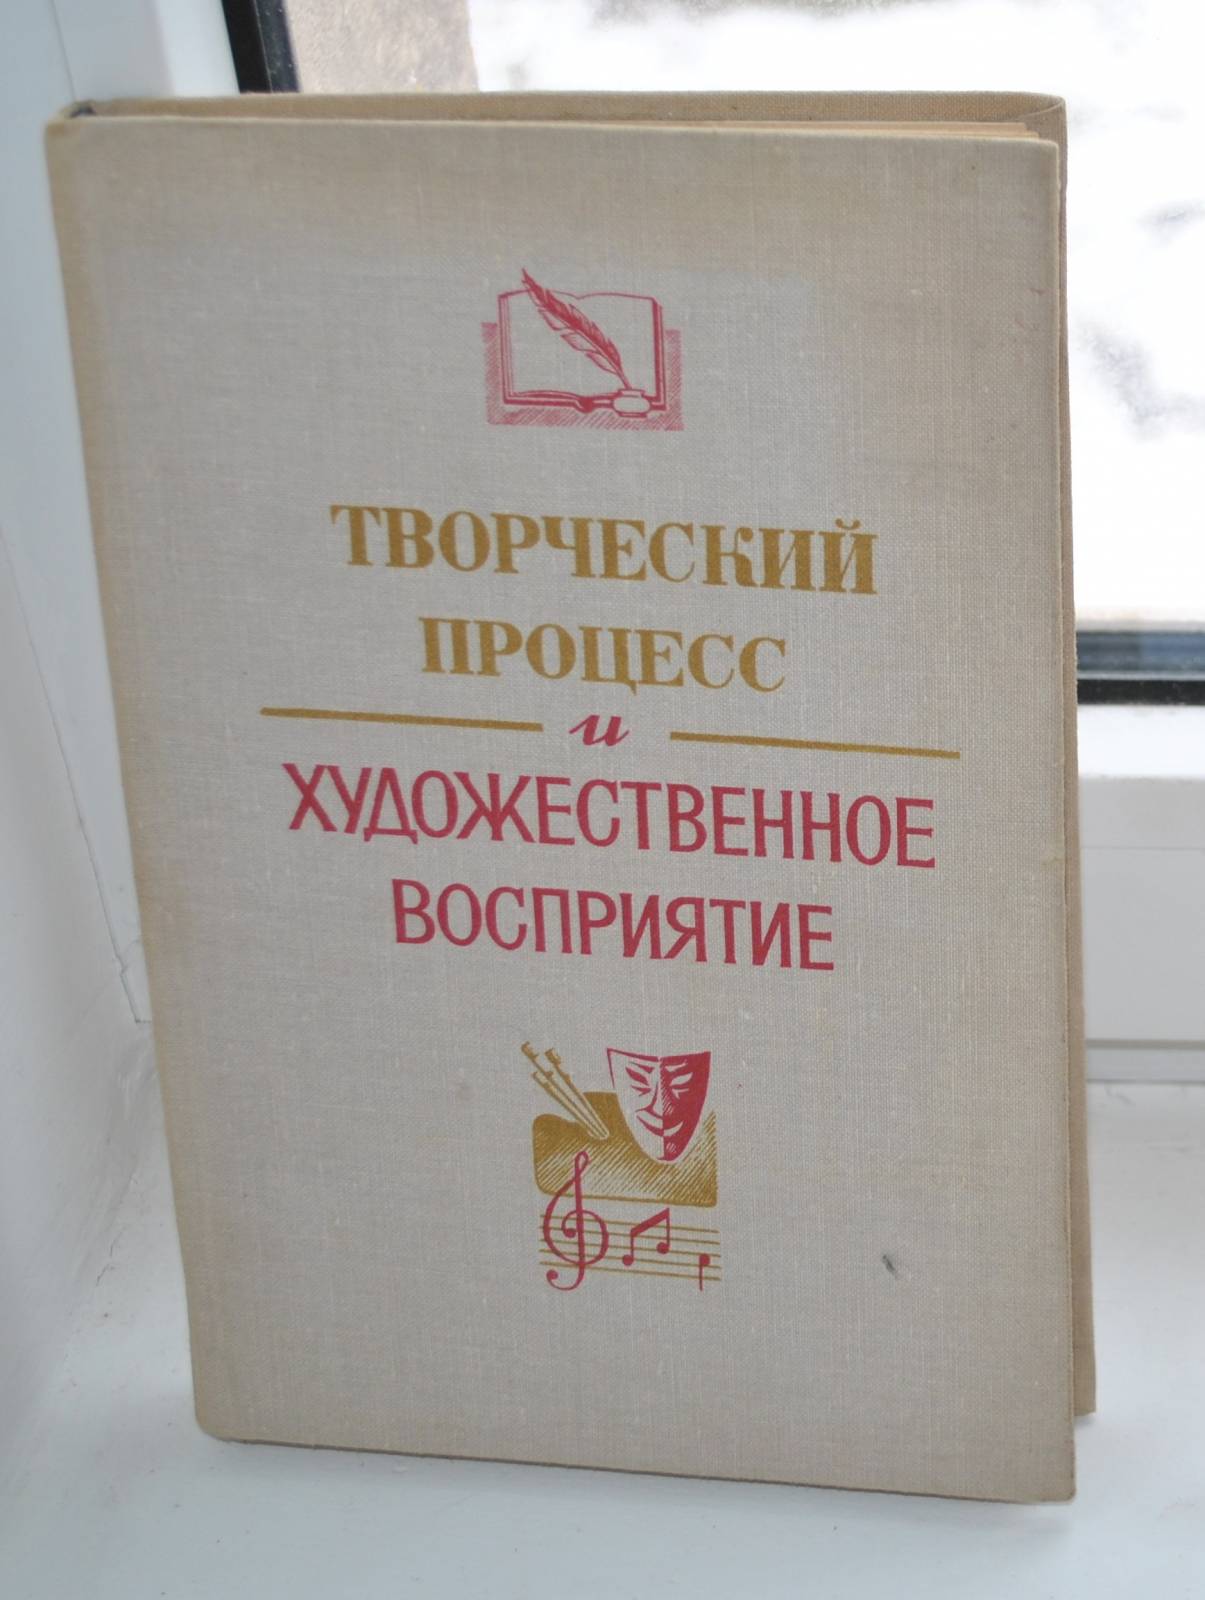 ТВОРЧЕСКИЙ
ПРОЦЕСС
и
ХУДОЖЕСТВЕННОЕ
ВОСПРИЯТИЕ